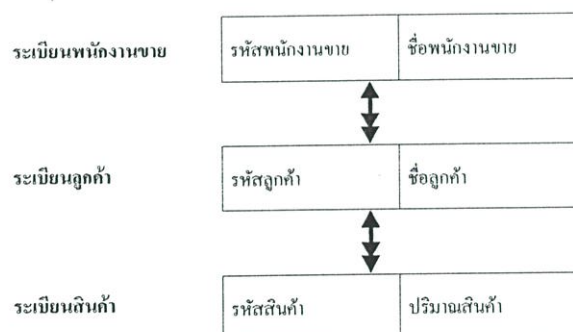 ระเบียนพนักงานขาย รหัสพนักงานขาย ชื่อพนักงานขาย
ระเบียนลูกค้า รหัสลูกค้า ชื่อลูกค้า
ระเบียนสินค้า รหัสสินค้า ปริมาณสินค้า